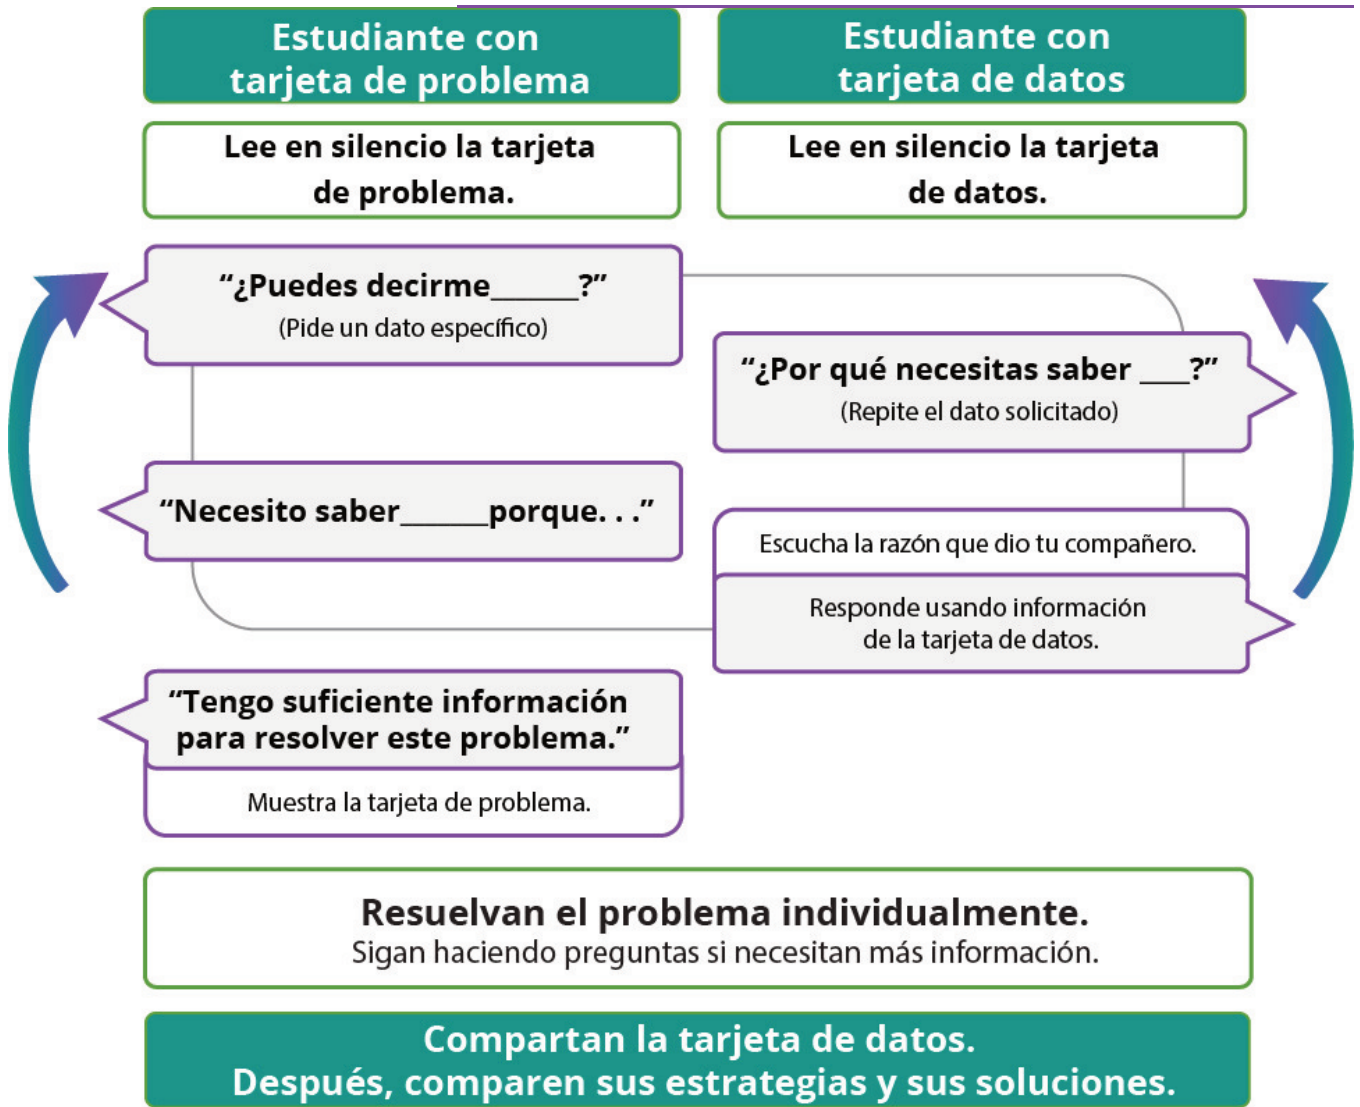 Estudiante con
tarjeta de problema
Estudiante con
tarjeta de datos
Lee en silencio la tarjeta
de problema.
Lee en silencio la tarjeta
de datos.
“¿Puedes decirme______?”
(Pide un dato específico)
“¿Por qué necesitas saber ___?”
(Repite el dato solicitado)
“Necesito saber______porque. . .”
Escucha la razón que dio tu compañero.
Responde usando información
de la tarjeta de datos.
“Tengo suficiente información
para resolver este problema.”
Muestra la tarjeta de problema.
Resuelvan el problema individualmente.
Sigan haciendo preguntas si necesitan más información.
Compartan la tarjeta de datos.
Después, comparen sus estrategias y sus soluciones.